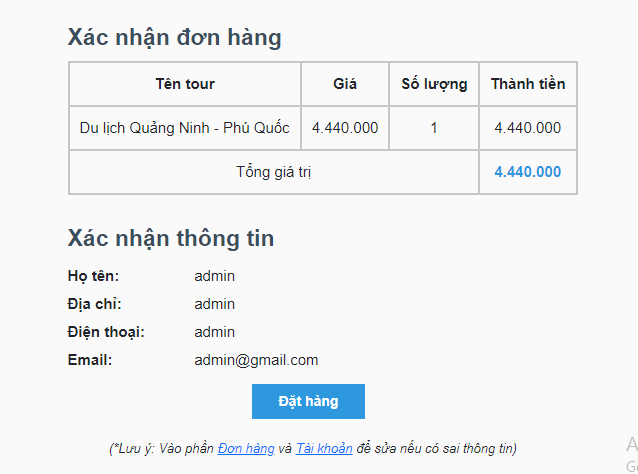 Xác nhận đơn hàng
Tên tour Giá Số lượng Thành tiền
Du lịch Quảng Ninh - Phú Quốc 4.440.000 1 4.440.000
Tổng giá trị 4.440.000
Xác nhận thông tin
Họ tên: admin
Địa chỉ: admin
Điện thoại: admin
Email: admin@gmail.com
Đặt hàng
(*Lưu ý: Vào phần Đơn hàng và Tài khoản để sửa nếu có sai thông tin)